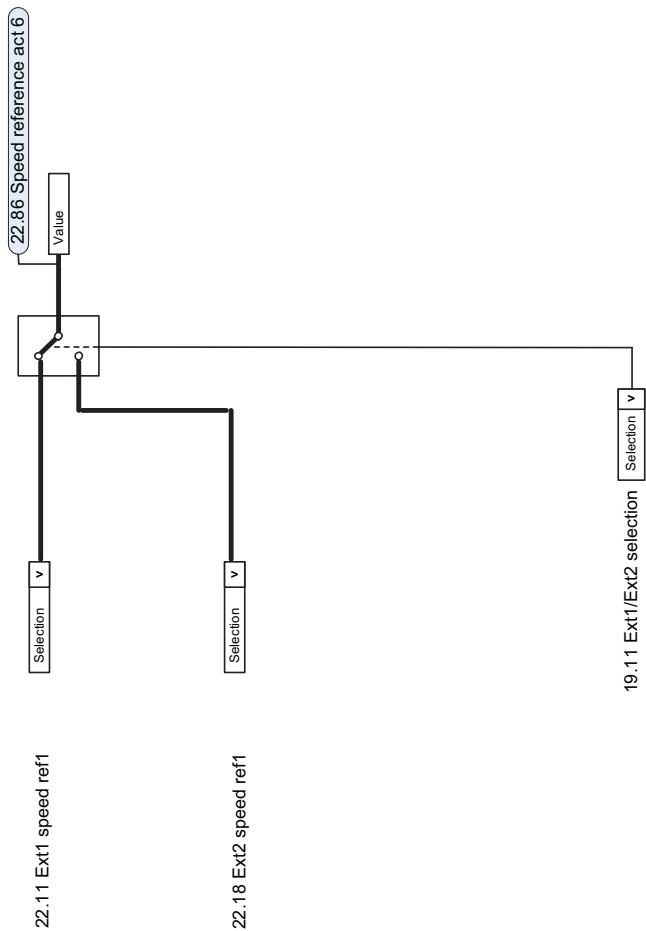 22.11 Ext1 speed ref1
Selection v
22.86 Speed reference act 6
Value
22.18 Ext2 speed ref1
Selection v
19.11 Ext1/Ext2 selection
Selection v